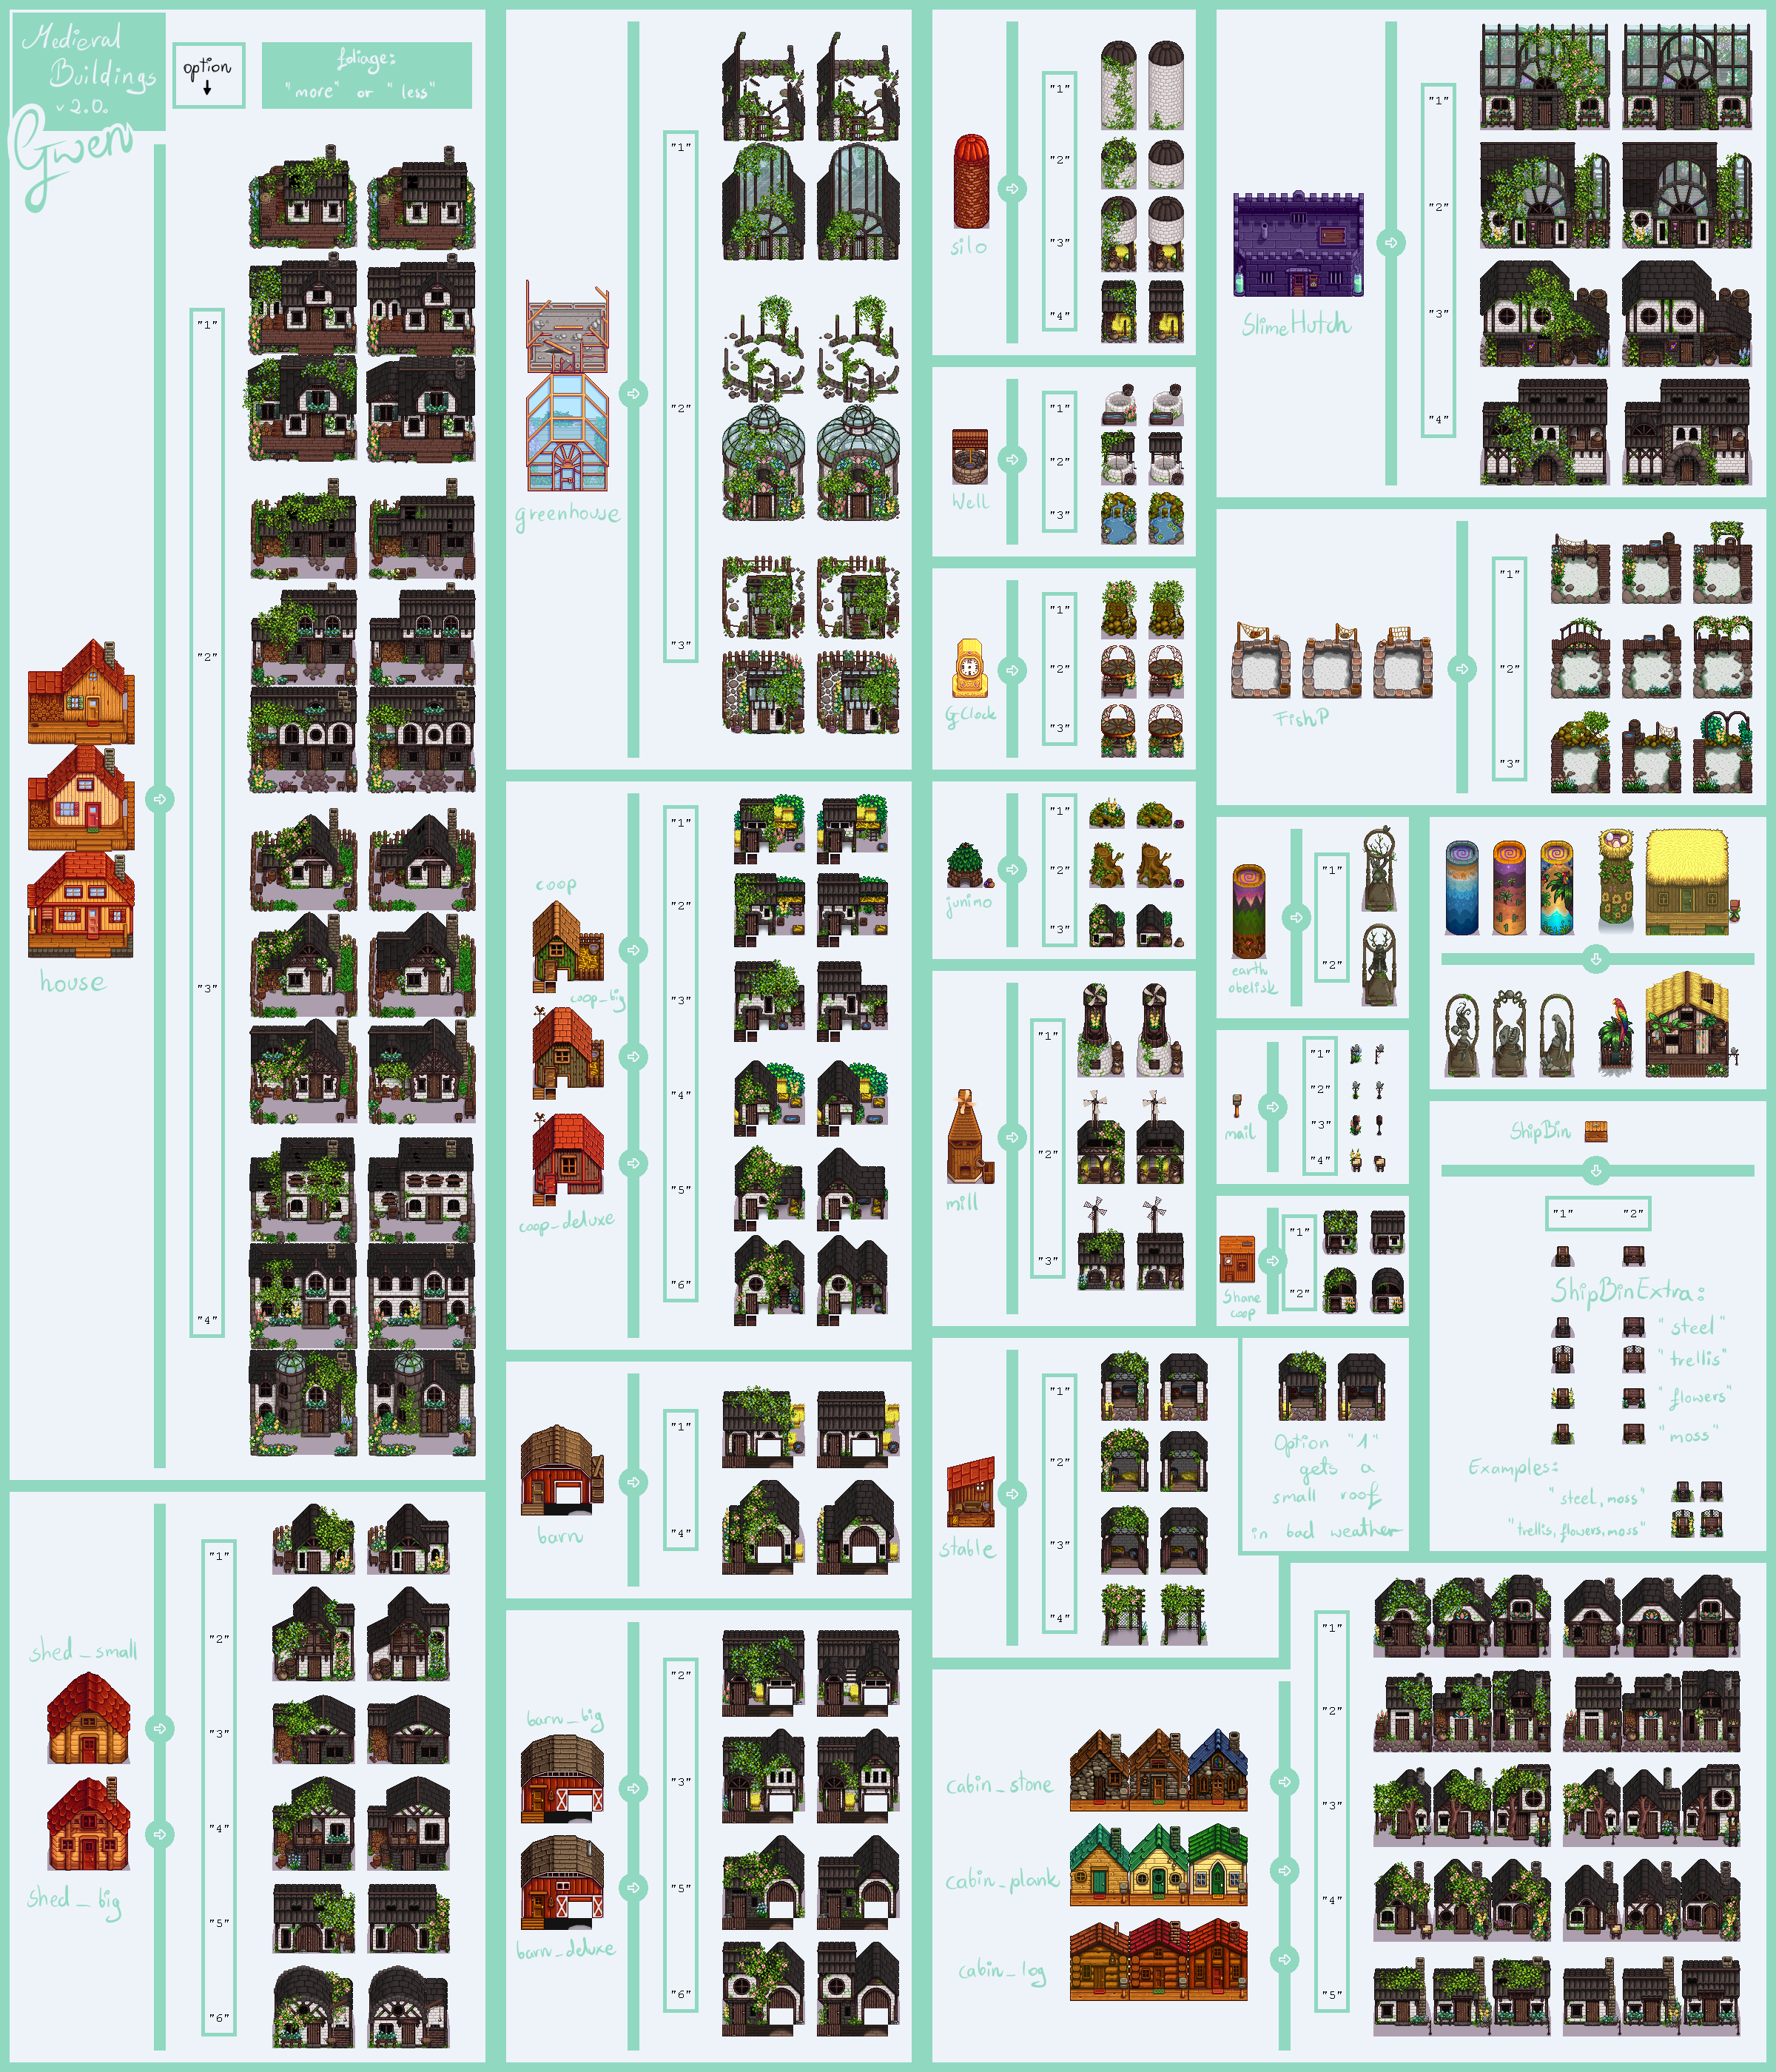 Medieval
Buildings
v 2.0.
Gwen
option
foliage:
"more" or "less"
"1"
"2"
"3"
"4"
house
"1"
"2"
"3"
"4"
"5"
"6"
shed_small
shed_big
"1"
"2"
"3"
greenhouse
"1"
"2"
"3"
"4"
"5"
"6"
coop
coop_big
coop_deluxe
"1"
"4"
barn
"2"
"3"
"5"
"6"
barn_big
barn_deluxe
"1"
"2"
"3"
"4"
silo
"1"
"2"
"3"
Well
"1"
"2"
"3"
GClock
"1"
"2"
"3"
junimo
"1"
"2"
"3"
mill
"1"
"2"
"3"
"4"
stable
Option "1"
gets a
small roof
in bad weather
"1"
"2"
"3"
"4"
SlimeHutch
"1"
"2"
"3"
FishP
"1"
"2"
earth
obelisk
"1"
"2"
"3"
"4"
mail
"1"
"2"
Shane
coop
ShipBin
"1" "2"
ShipBinExtra:
"steel"
"trellis"
"flowers"
"moss"
Examples:
"steel, moss"
"trellis, flowers, moss"
"1"
"2"
"3"
"4"
"5"
cabin_stone
cabin_plank
cabin_log